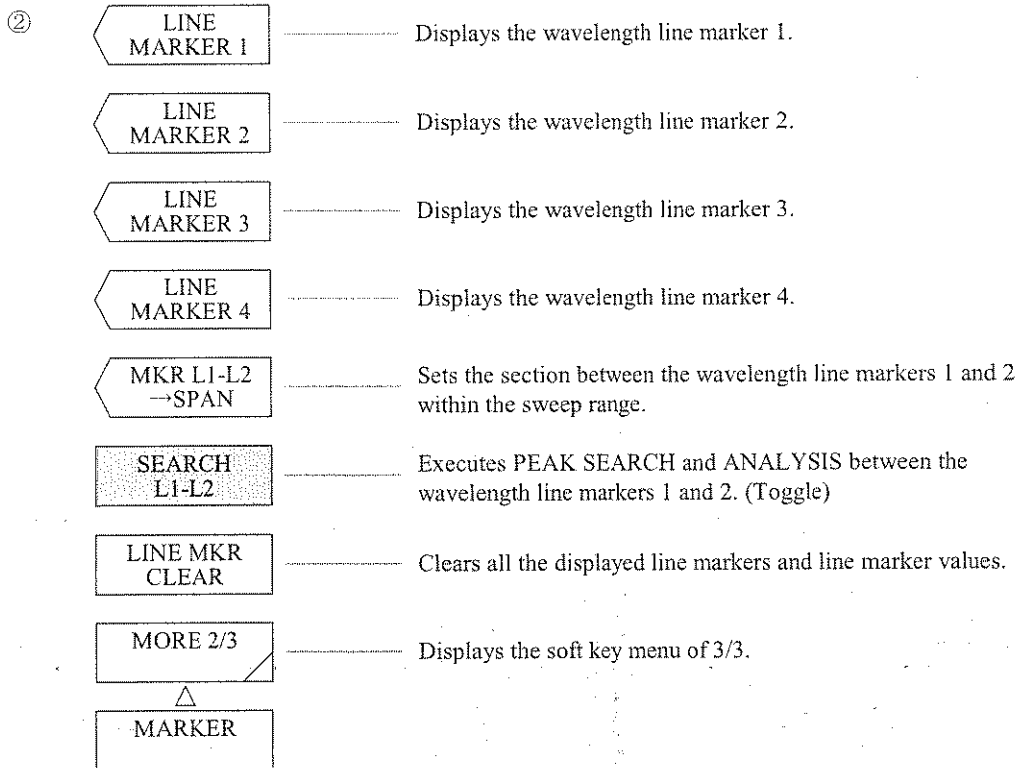 ②
LINE
MARKER 1
Displays the wavelength line marker 1.
LINE
MARKER 2
Displays the wavelength line marker 2.
LINE
MARKER 3
Displays the wavelength line marker 3.
LINE
MARKER 4
Displays the wavelength line marker 4.
MKR L1-L2
→SPAN
Sets the section between the wavelength line markers 1 and 2
within the sweep range.
SEARCH
L1-L2
Executes PEAK SEARCH and ANALYSIS between the
wavelength line markers 1 and 2. (Toggle)
LINE MKR
CLEAR
Clears all the displayed line markers and line marker values.
MORE 2/3
Displays the soft key menu of 3/3.
MARKER